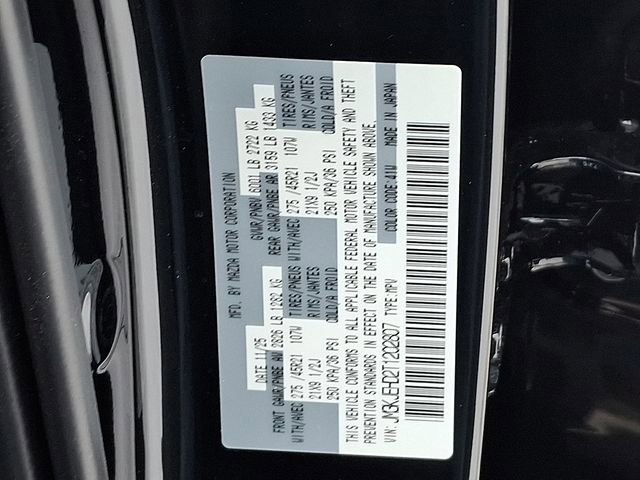 MFD. BY MAZDA MOTOR CORPORATION
DATE 11/25 GVWR/PNBV 6001 LB 2722 KG
FRONT GAWR/PNBE AV 2826 LB 1282 KG REAR GAWR/PNBE AR 3159 LB 1433 KG
WITH/AVEC TIRES/PNEUS WITH/AVEC TIRES/PNEUS
275 /45R21 107W RIMS/JANTES 275 /45R21 107W RIMS/JANTES
21X9 1/2J COLD/A FROID 21X9 1/2J COLD/A FROID
250 KPA/36 PSI 250 KPA/36 PSI
THIS VEHICLE CONFORMS TO ALL APPLICABLE FEDERAL MOTOR VEHICLE SAFETY AND THEFT
PREVENTION STANDARDS IN EFFECT ON THE DATE OF MANUFACTURE SHOWN ABOVE.
COLOR CODE:41W MADE IN JAPAN
TYPE:MPV